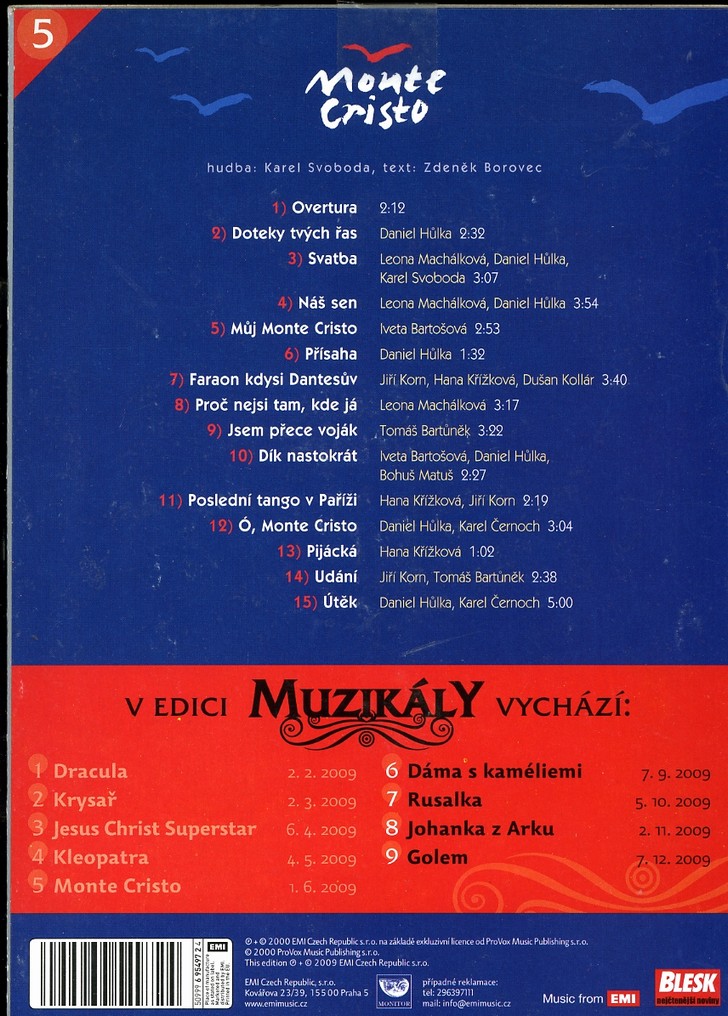 5
Monte
Cristo
hudba: Karel Svoboda, text: Zdeněk Borovec
1) Overtura 2:12
2) Doteky tvých řas Daniel Hůlka 2:32
3) Svatba Leona Machálková, Daniel Hůlka,
Karel Svoboda 3:07
4) Náš sen Leona Machálková, Daniel Hůlka 3:54
5) Můj Monte Cristo Iveta Bartošová 2:53
6) Přísaha Daniel Hůlka 1:32
7) Faraon kdysi Dantesův Jiří Korn, Hana Křížková, Dušan Kollár 3:40
8) Proč nejsi tam, kde já Leona Machálková 3:17
9) Jsem přece voják Tomáš Bartůněk 3:22
10) Dík nastokrát Iveta Bartošová, Daniel Hůlka,
Bohuš Matuš 2:27
11) Poslední tango v Paříži Hana Křížková, Jiří Korn 2:19
12) Ó, Monte Cristo Daniel Hůlka, Karel Černoch 3:04
13) Pijácká Hana Křížková 1:02
14) Udání Jiří Korn, Tomáš Bartůněk 2:38
15) Útěk Daniel Hůlka, Karel Černoch 5:00
V EDICI MUZIKÁLY VYCHÁZÍ:
1 Dracula 2. 2. 2009
2 Krysař 2. 3. 2009
3 Jesus Christ Superstar 6. 4. 2009
4 Kleopatra 4. 5. 2009
5 Monte Cristo 1. 6. 2009
6 Dáma s kaméliemi 7. 9. 2009
7 Rusalka 5. 10. 2009
8 Johanka z Arku 2. 11. 2009
9 Golem 7. 12. 2009
50999 6 95497 2 4
EMI
℗ + © 2000 EMI Czech Republic s.r.o. na základě exkluzivní licence od ProVox Music Publishing s.r.o.
© 2000 ProVox Music Publishing s.r.o.
This edition ℗ + © 2009 EMI Czech Republic s.r.o.
EMI Czech Republic, s.r.o.
Kovářova 23/39, 155 00 Praha 5
www.emimusic.cz
MONITOR
případné reklamace:
tel: 296397111
mail: info@emimusic.cz
Music from EMI
BLESK
nejčtenější noviny